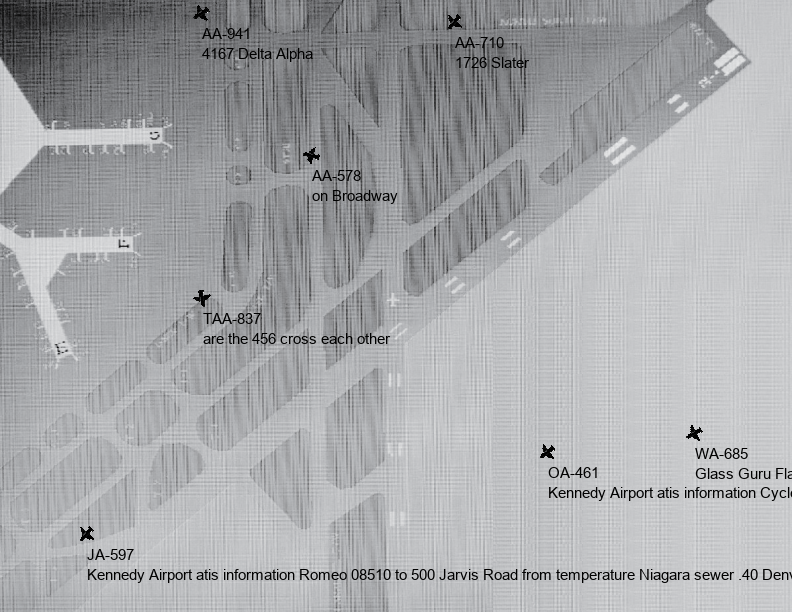 AA-941
4167 Delta Alpha
AA-710
1726 Slater
AA-578
on Broadway
TAA-837
are the 456 cross each other
OA-461
Kennedy Airport atis information Cycl
WA-685
Glass Guru Fla
JA-597
Kennedy Airport atis information Romeo 08510 to 500 Jarvis Road from temperature Niagara sewer .40 Denv